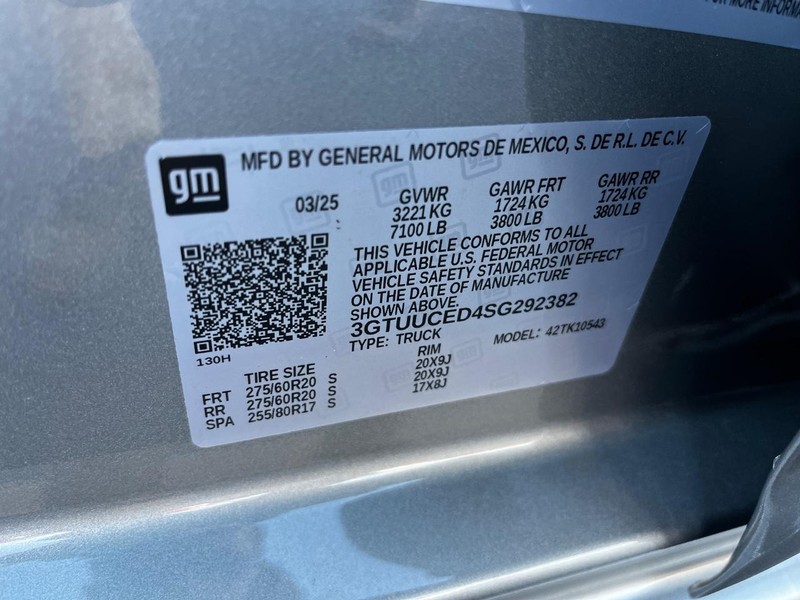 FOR MORE INFORMA
gm
MFD BY GENERAL MOTORS DE MEXICO, S. DE R.L. DE C.V.
03/25
GVWR
3221 KG
7100 LB
GAWR FRT
1724 KG
3800 LB
GAWR RR
1724 KG
3800 LB
THIS VEHICLE CONFORMS TO ALL
APPLICABLE U.S. FEDERAL MOTOR
VEHICLE SAFETY STANDARDS IN EFFECT
ON THE DATE OF MANUFACTURE
SHOWN ABOVE.
3GTUUCED4SG292382
TYPE: TRUCK
MODEL: 42TK10543
130H
TIRE SIZE RIM
FRT 275/60R20 S 20X9J
RR 275/60R20 S 20X9J
SPA 255/80R17 S 17X8J